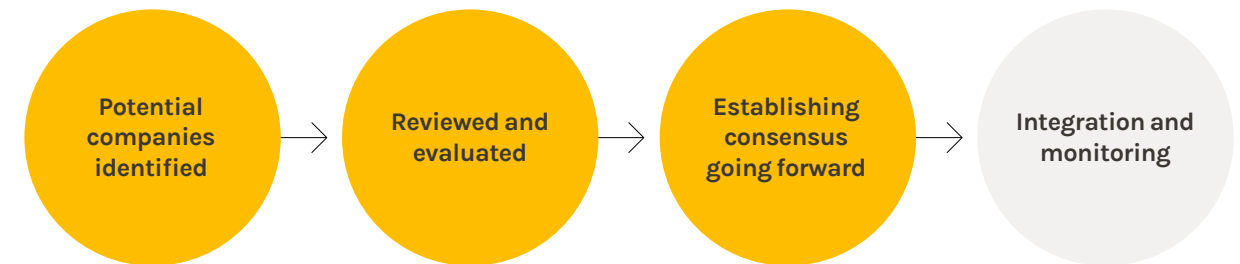 Potential
companies
identified
Reviewed and
evaluated
Establishing
consensus
going forward
Integration and
monitoring